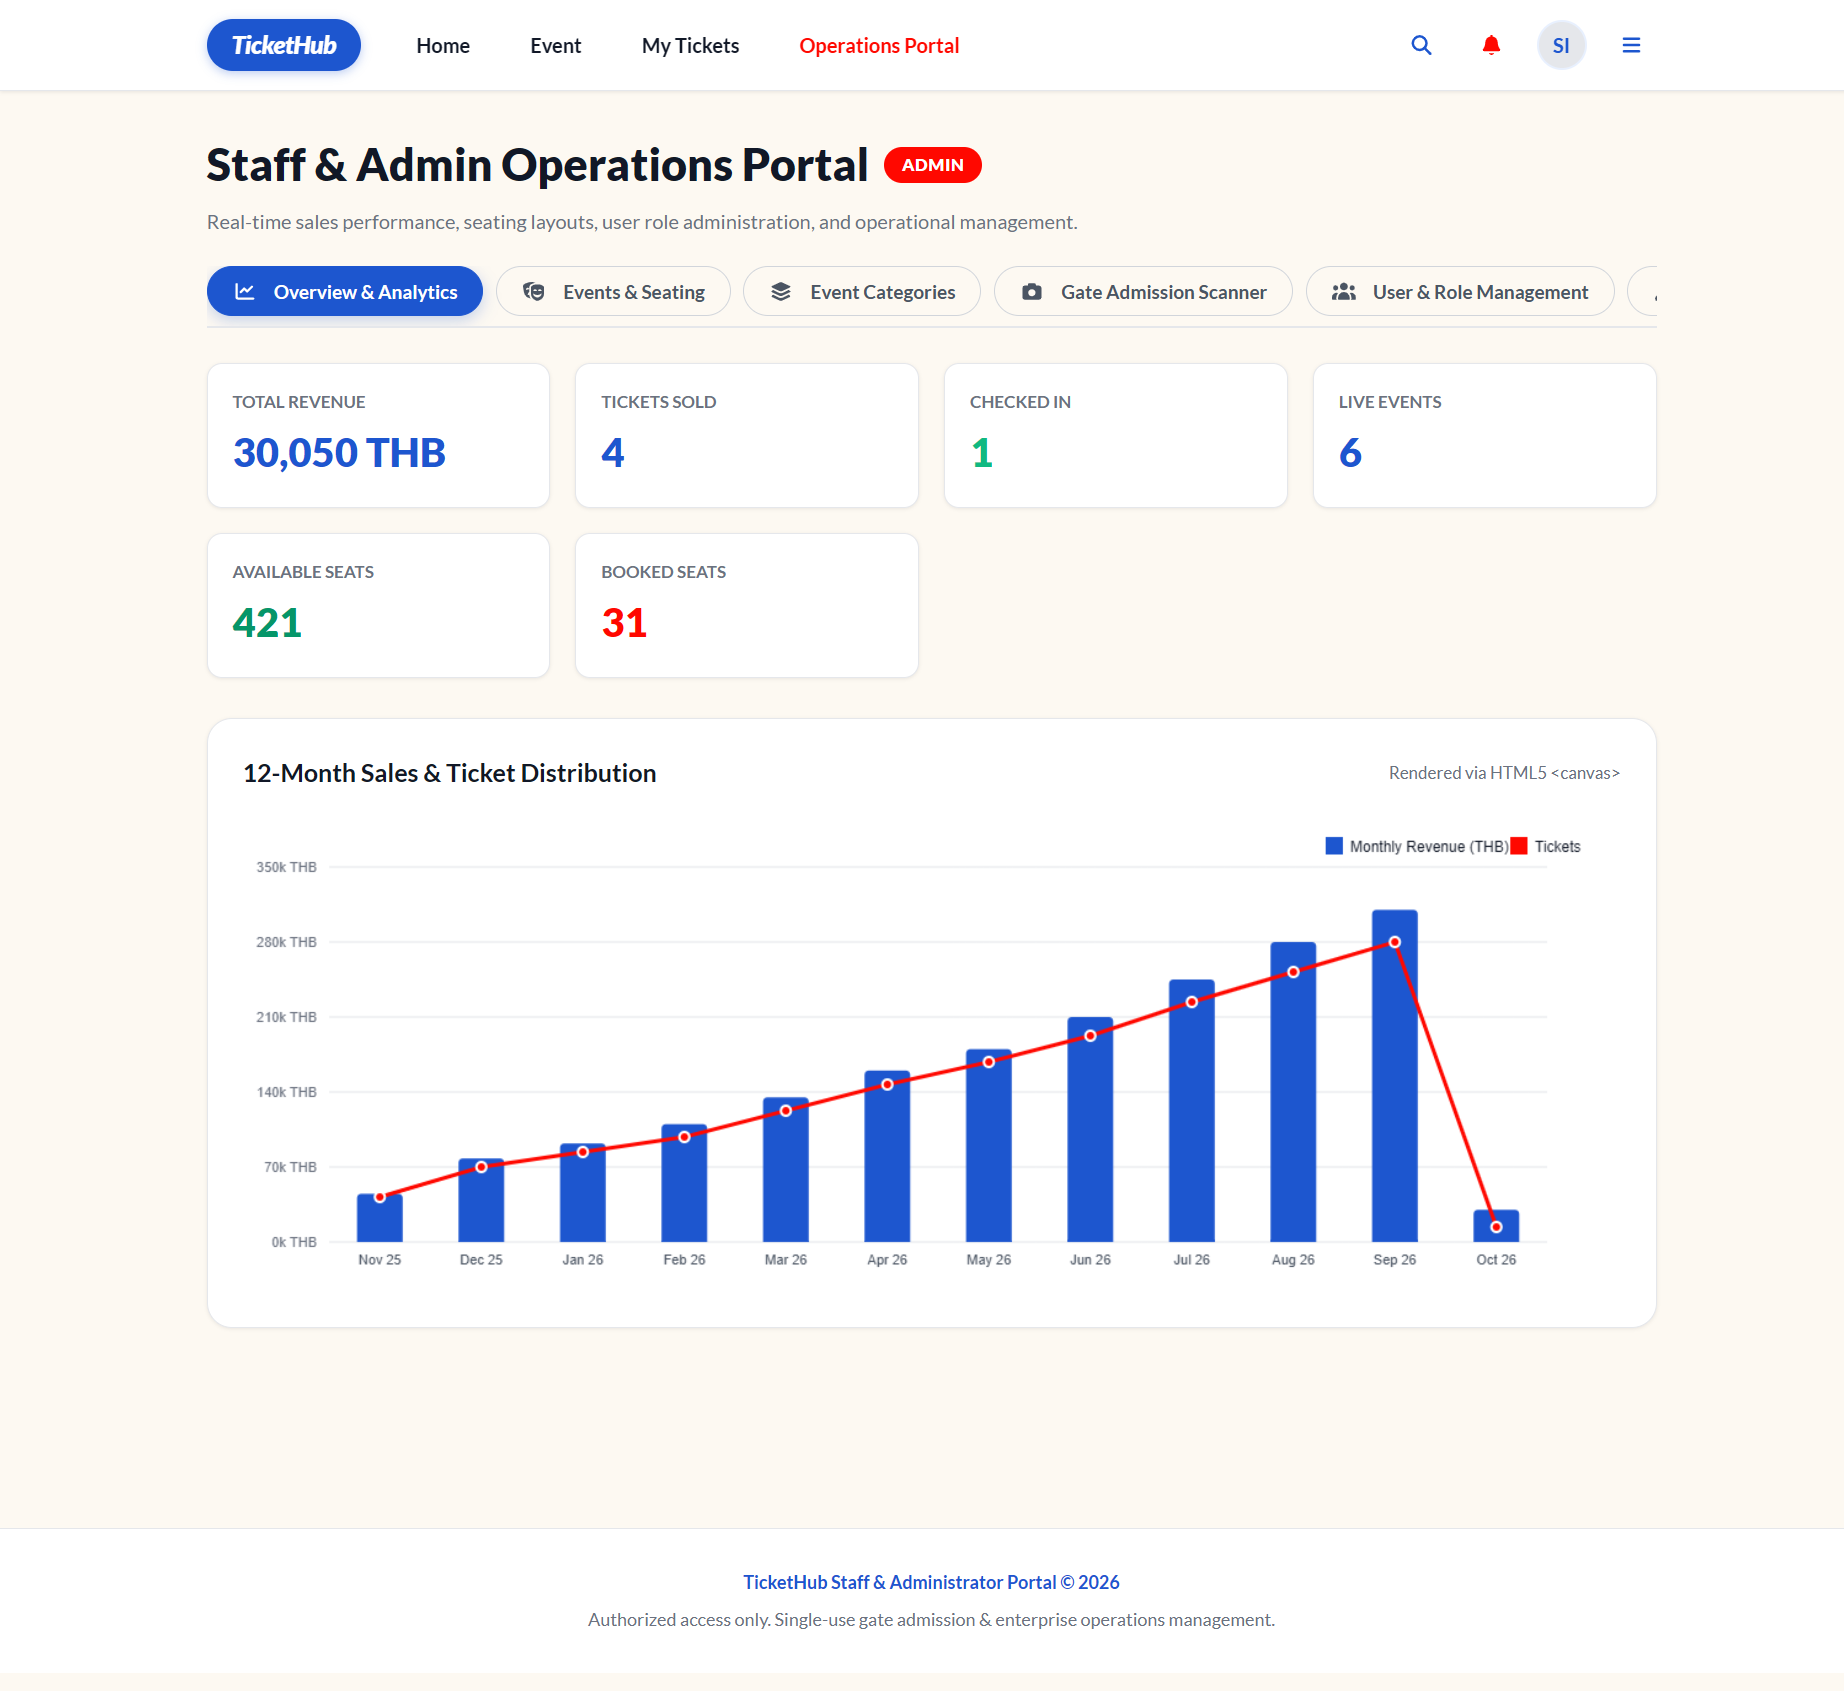 TicketHub
Home
Event
My Tickets
Operations Portal
SI
Staff & Admin Operations Portal
ADMIN
Real-time sales performance, seating layouts, user role administration, and operational management.
Overview & Analytics
Events & Seating
Event Categories
Gate Admission Scanner
User & Role Management
TOTAL REVENUE
30,050 THB
TICKETS SOLD
4
CHECKED IN
1
LIVE EVENTS
6
AVAILABLE SEATS
421
BOOKED SEATS
31
12-Month Sales & Ticket Distribution
Rendered via HTML5 <canvas>
Monthly Revenue (THB)
Tickets
350k THB
280k THB
210k THB
140k THB
70k THB
0k THB
Nov 25
Dec 25
Jan 26
Feb 26
Mar 26
Apr 26
May 26
Jun 26
Jul 26
Aug 26
Sep 26
Oct 26
TicketHub Staff & Administrator Portal © 2026
Authorized access only. Single-use gate admission & enterprise operations management.